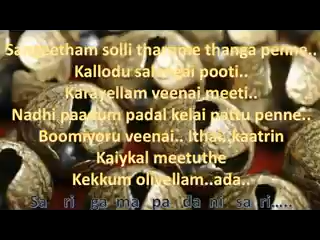 Sangeetham solli tharame thanga penne..
Kallodu salangai pooti..
Karayellam veenai meeti..
Nadhi paadum padal kelai pattu penne..
Boomiyoru veenai.. Ithai kaatrin
Kaiykal meetuthe
Kekkum olivellam..ada..
Sa ri ga ma pa da ni sa ri.....